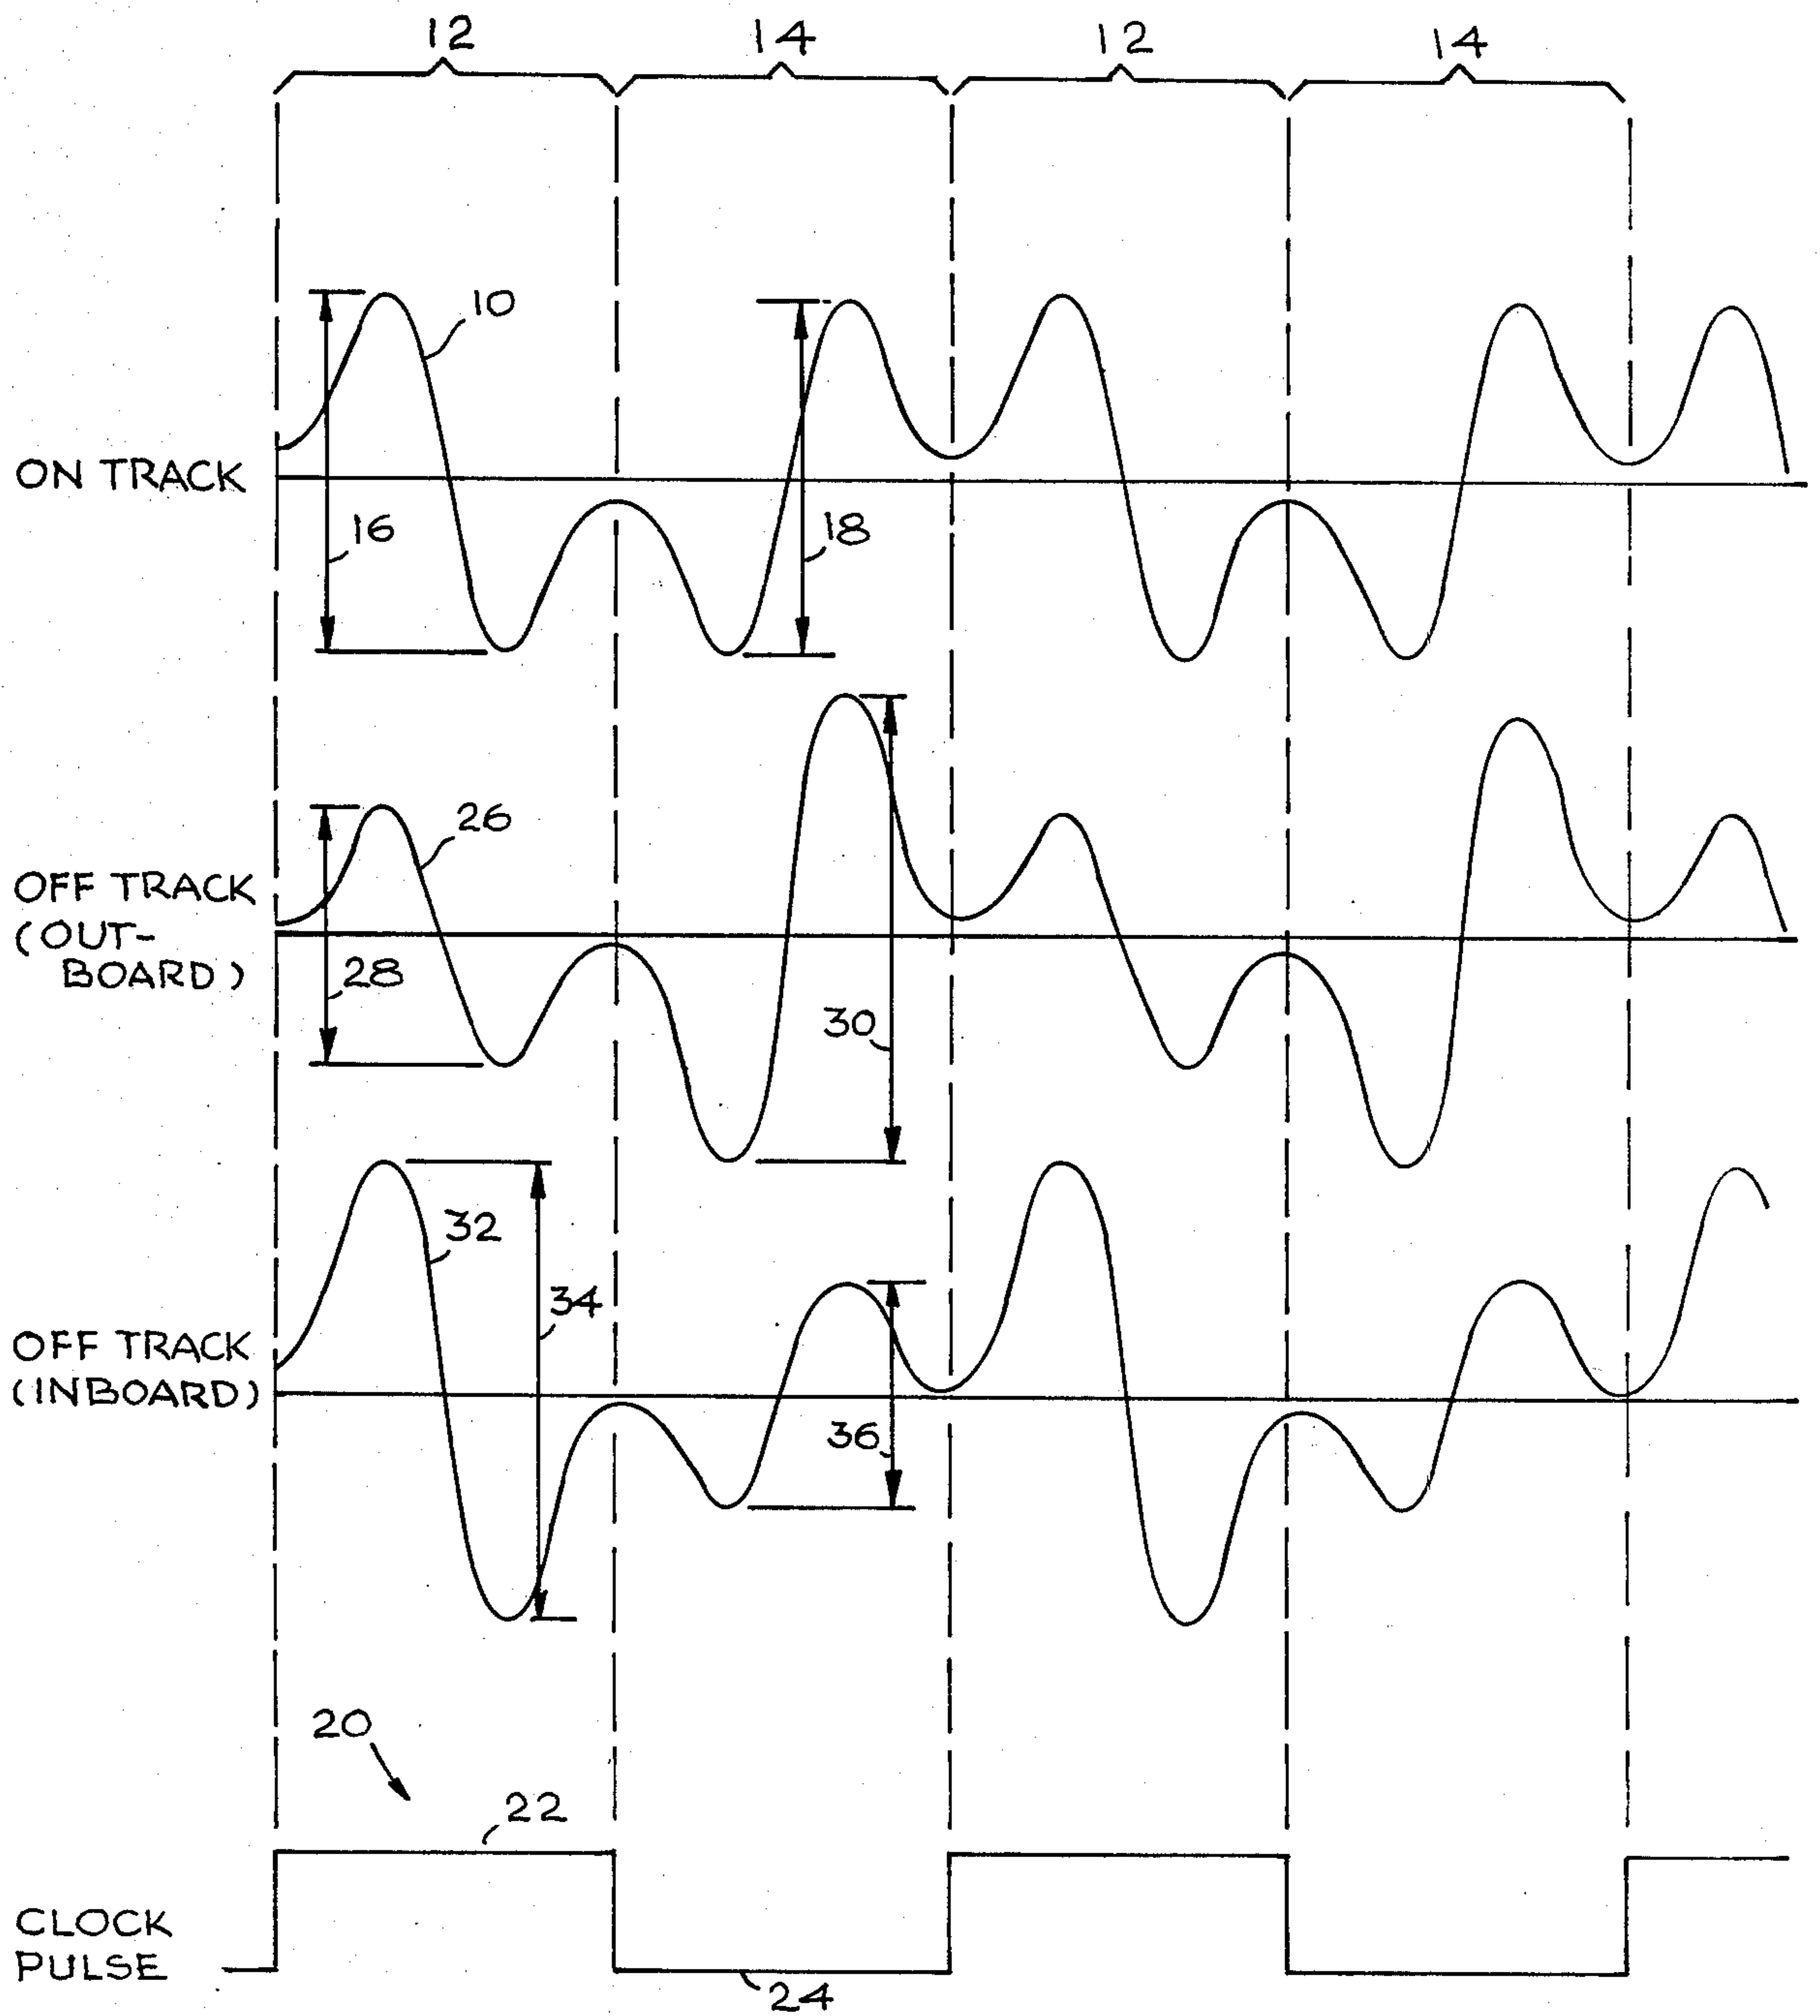 12 14 12 14
10
ON TRACK
16 18
26
OFF TRACK
(OUT-
BOARD)
28
30
32
34
OFF TRACK
(INBOARD)
36
20
22
CLOCK
PULSE
24